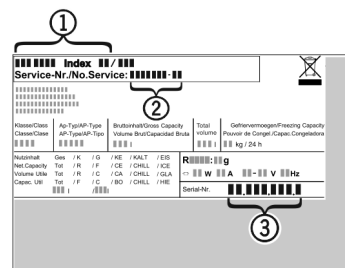 1
Index /
Service-Nr./No.Service: -
2
Klasse/Class Ap-Typ/AP-Type Bruttoinhalt/Gross Capacity Total Gefriervermoegen/Freezing Capacity
Classe/Clase AP-Type/AP-Tipo Volume Brut/Capacidad Bruta volume Pouvoir de Congel./Capac.Congeladora
l l kg / 24 h
Nutzinhalt Ges / K / G / KE / KALT / EIS
Net.Capacity Tot / R / F / CE / CHILL / ICE
Volume Utile Tot / F / C / CA / CHILL / GLA
Capac. Util Tot / F / C / BO / CHILL / HIE
l / l
R : g
W A - V Hz
Serial-Nr. . . .
3